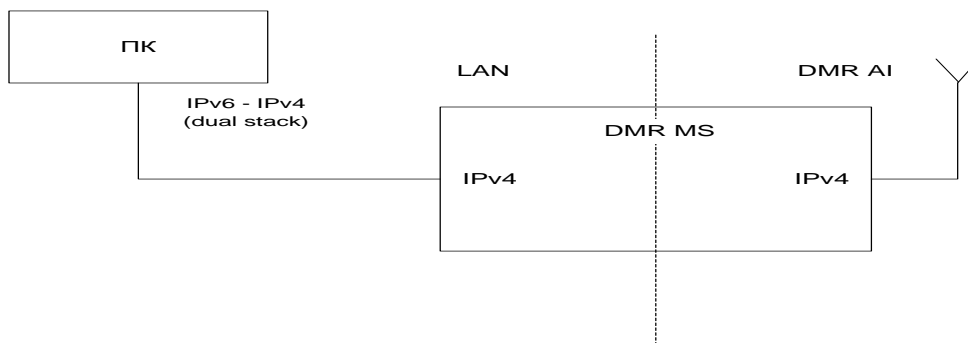 ПК
LAN
DMR AI
IPv6 - IPv4
(dual stack)
DMR MS
IPv4
IPv4